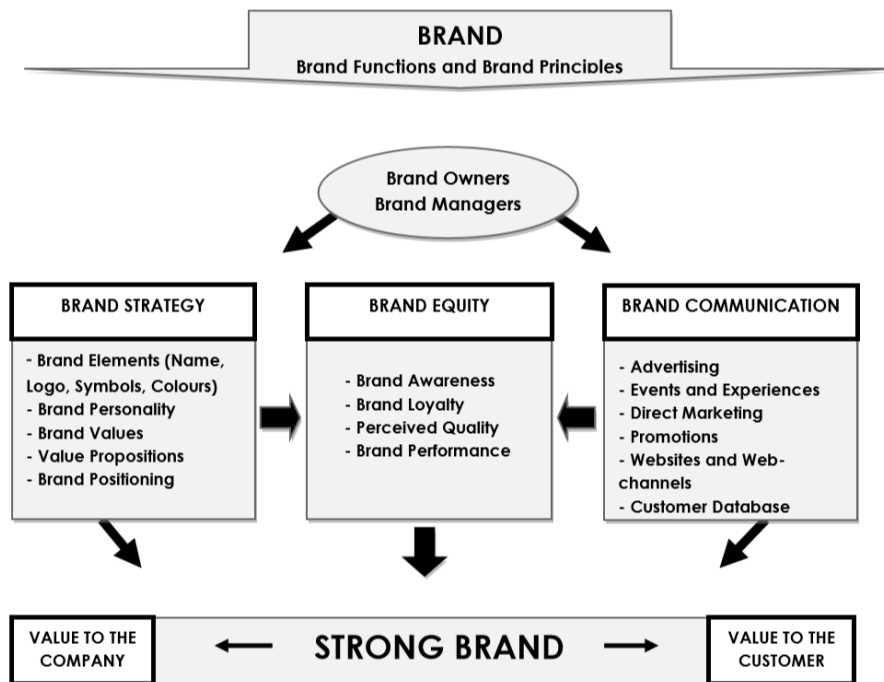 BRAND
Brand Functions and Brand Principles
Brand Owners
Brand Managers
BRAND STRATEGY
- Brand Elements (Name,
Logo, Symbols, Colours)
- Brand Personality
- Brand Values
- Value Propositions
- Brand Positioning
BRAND EQUITY
- Brand Awareness
- Brand Loyalty
- Perceived Quality
- Brand Performance
BRAND COMMUNICATION
- Advertising
- Events and Experiences
- Direct Marketing
- Promotions
- Websites and Web-
channels
- Customer Database
VALUE TO THE
COMPANY
STRONG BRAND
VALUE TO THE
CUSTOMER